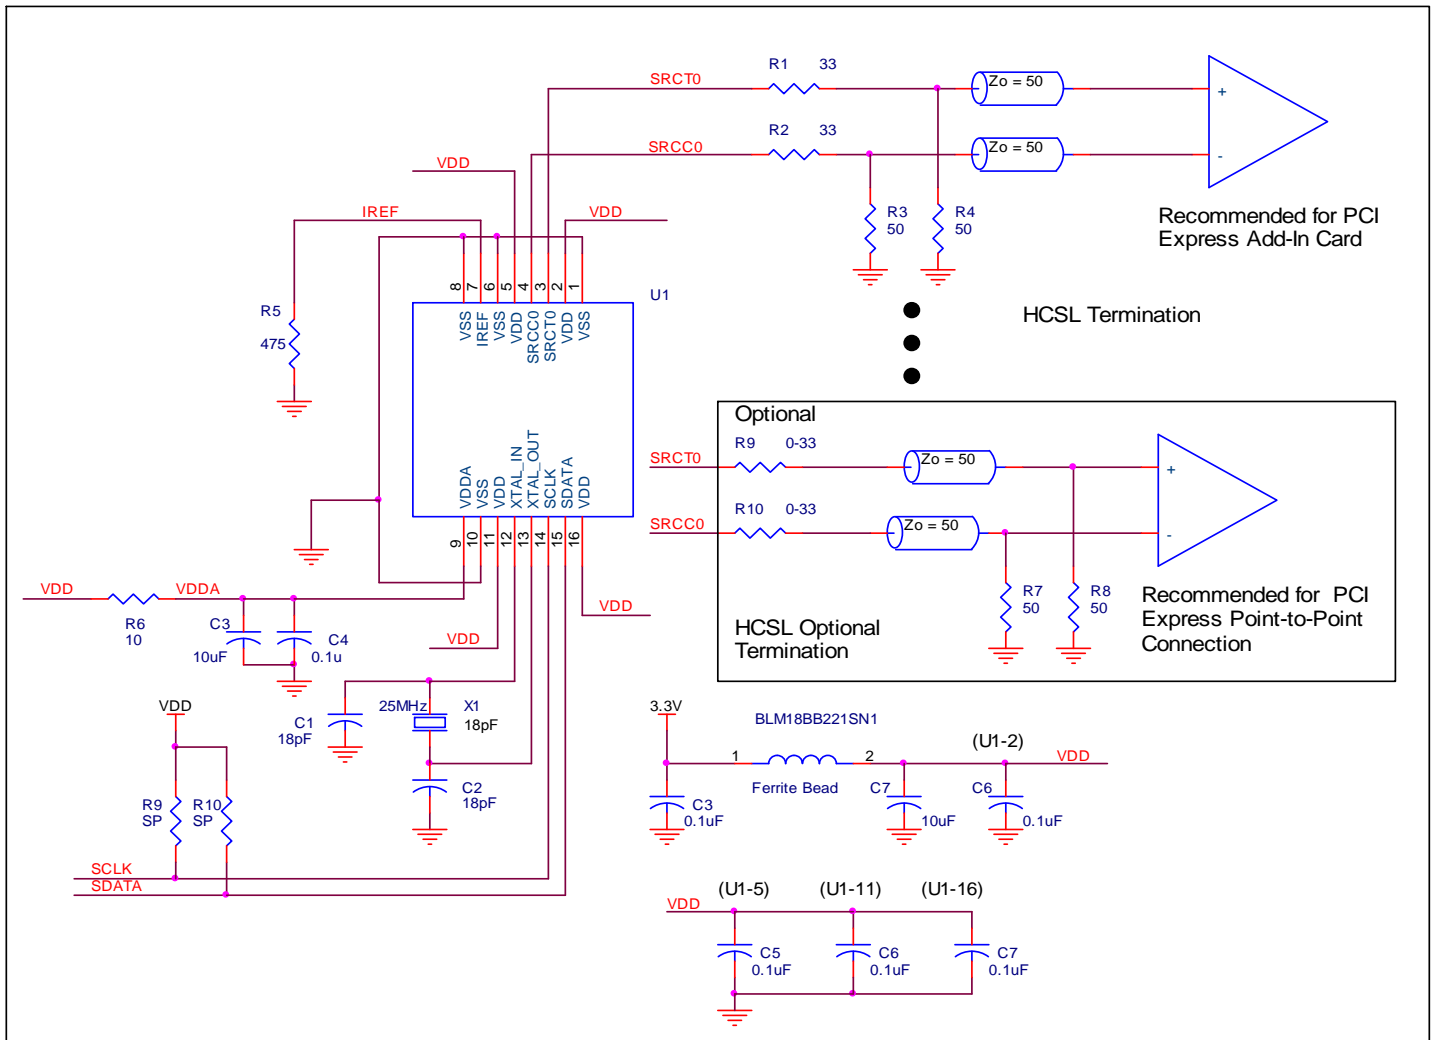 R1 33
SRCT0
Zo = 50
+
R2 33
SRCC0
Zo = 50
-
VDD
IREF
VDD
R3
50
R4
50
Recommended for PCI
Express Add-In Card
8 7 6 5 4 3 2 1
U1
VSS
IREF
VSS
VDD
SRCC0
SRCT0
VDD
VSS
R5
475
HCSL Termination
Optional
R9 0-33
SRCT0
Zo = 50
+
R10 0-33
SRCC0
Zo = 50
-
VDDA
VSS
VDD
XTAL_IN
XTAL_OUT
SCLK
SDATA
VDD
9 10 11 12 13 14 15 16
R7
50
R8
50
Recommended for PCI
Express Point-to-Point
Connection
HCSL Optional
Termination
VDD
VDDA
R6
10
C3
10uF
C4
0.1u
VDD
VDD
C1
18pF
25MHz
X1
18pF
C2
18pF
VDD
R9
SP
R10
SP
SCLK
SDATA
3.3V
BLM18BB221SN1
1 2
Ferrite Bead
(U1-2)
VDD
C3
0.1uF
C7
10uF
C6
0.1uF
VDD
(U1-5) (U1-11) (U1-16)
C5
0.1uF
C6
0.1uF
C7
0.1uF